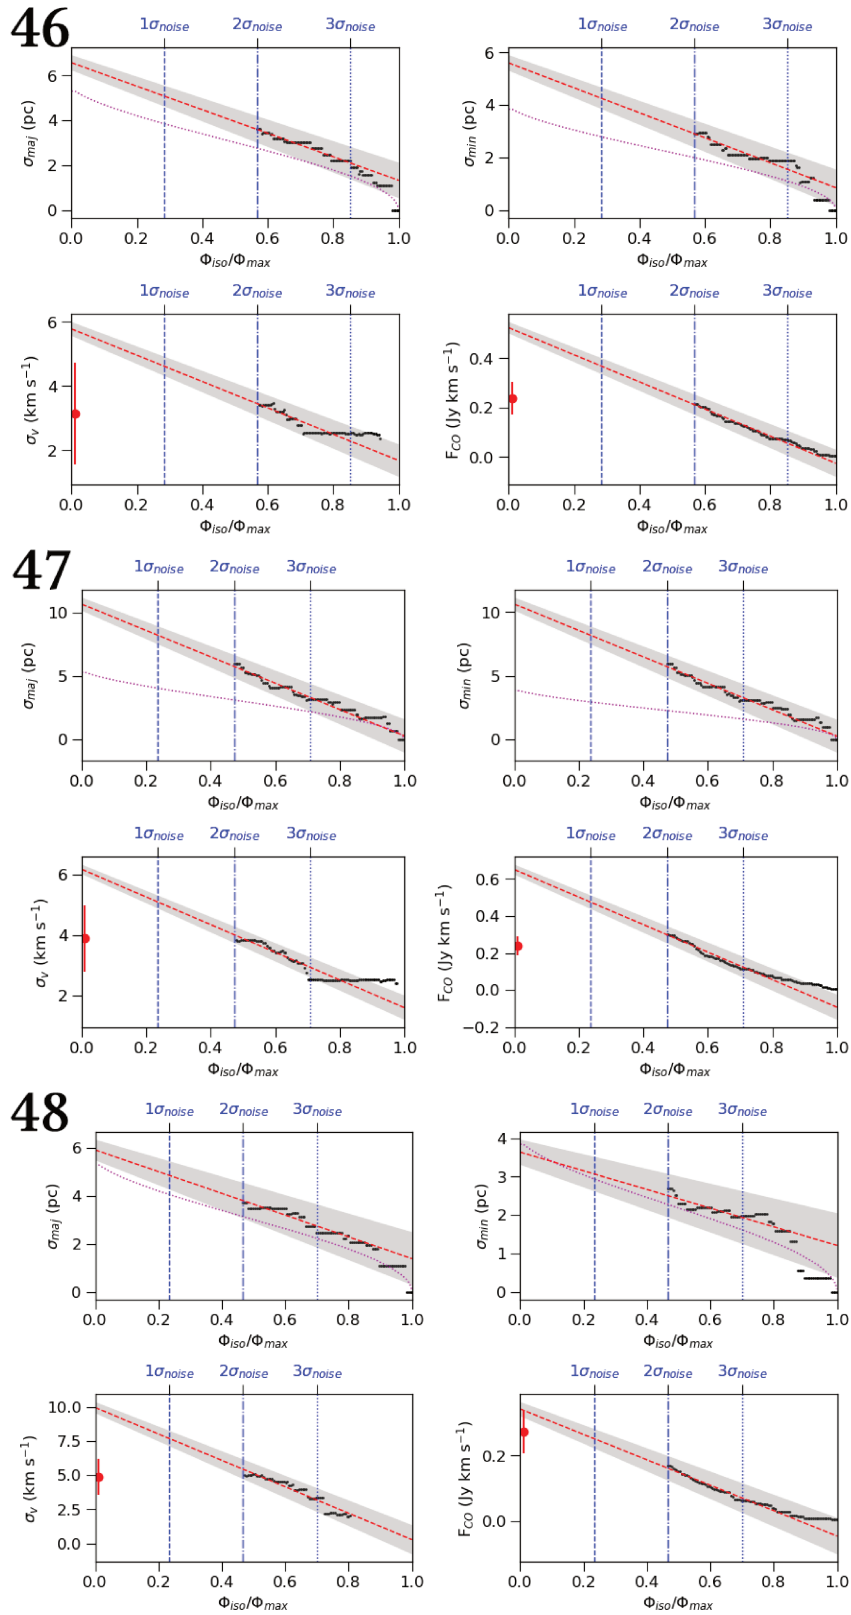 46
1σnoise 2σnoise 3σnoise 1σnoise 2σnoise 3σnoise
6
4
2
0
σmaj (pc)
0.0 0.2 0.4 0.6 0.8 1.0
Φiso/Φmax
6
4
2
0
σmin (pc)
0.0 0.2 0.4 0.6 0.8 1.0
Φiso/Φmax
1σnoise 2σnoise 3σnoise 1σnoise 2σnoise 3σnoise
6
4
2
σv (km s−1)
0.0 0.2 0.4 0.6 0.8 1.0
Φiso/Φmax
0.4
0.2
0.0
FCO (Jy km s−1)
0.0 0.2 0.4 0.6 0.8 1.0
Φiso/Φmax
47
1σnoise 2σnoise 3σnoise 1σnoise 2σnoise 3σnoise
10
5
0
σmaj (pc)
0.0 0.2 0.4 0.6 0.8 1.0
Φiso/Φmax
10
5
0
σmin (pc)
0.0 0.2 0.4 0.6 0.8 1.0
Φiso/Φmax
1σnoise 2σnoise 3σnoise 1σnoise 2σnoise 3σnoise
6
4
2
σv (km s−1)
0.0 0.2 0.4 0.6 0.8 1.0
Φiso/Φmax
0.6
0.4
0.2
0.0
−0.2
FCO (Jy km s−1)
0.0 0.2 0.4 0.6 0.8 1.0
Φiso/Φmax
48
1σnoise 2σnoise 3σnoise 1σnoise 2σnoise 3σnoise
6
4
2
0
σmaj (pc)
0.0 0.2 0.4 0.6 0.8 1.0
Φiso/Φmax
4
3
2
1
0
σmin (pc)
0.0 0.2 0.4 0.6 0.8 1.0
Φiso/Φmax
1σnoise 2σnoise 3σnoise 1σnoise 2σnoise 3σnoise
10.0
7.5
5.0
2.5
0.0
σv (km s−1)
0.0 0.2 0.4 0.6 0.8 1.0
Φiso/Φmax
0.2
0.0
FCO (Jy km s−1)
0.0 0.2 0.4 0.6 0.8 1.0
Φiso/Φmax